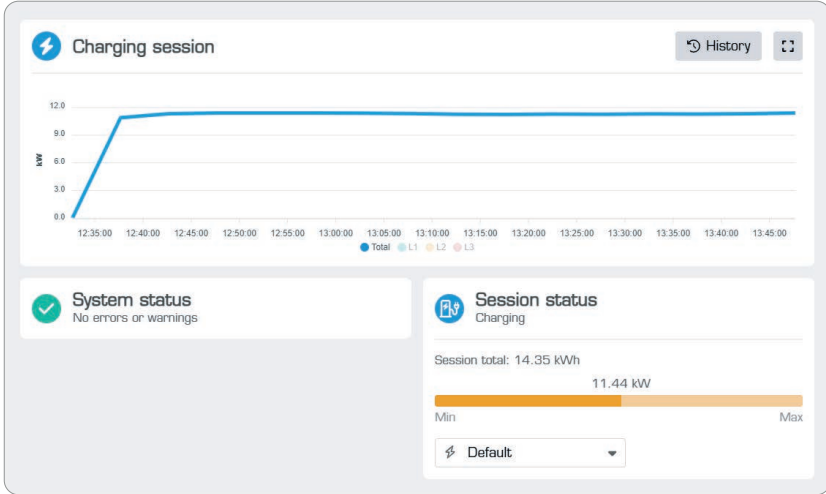 Charging session
History
12.0
9.0
kW
6.0
3.0
0.0
12:35:00 12:40:00 12:45:00 12:50:00 12:55:00 13:00:00 13:05:00 13:10:00 13:15:00 13:20:00 13:25:00 13:30:00 13:35:00 13:40:00 13:45:00
Total L1 L2 L3
System status
No errors or warnings
Session status
Charging
Session total: 14.35 kWh
11.44 kW
Min Max
Default